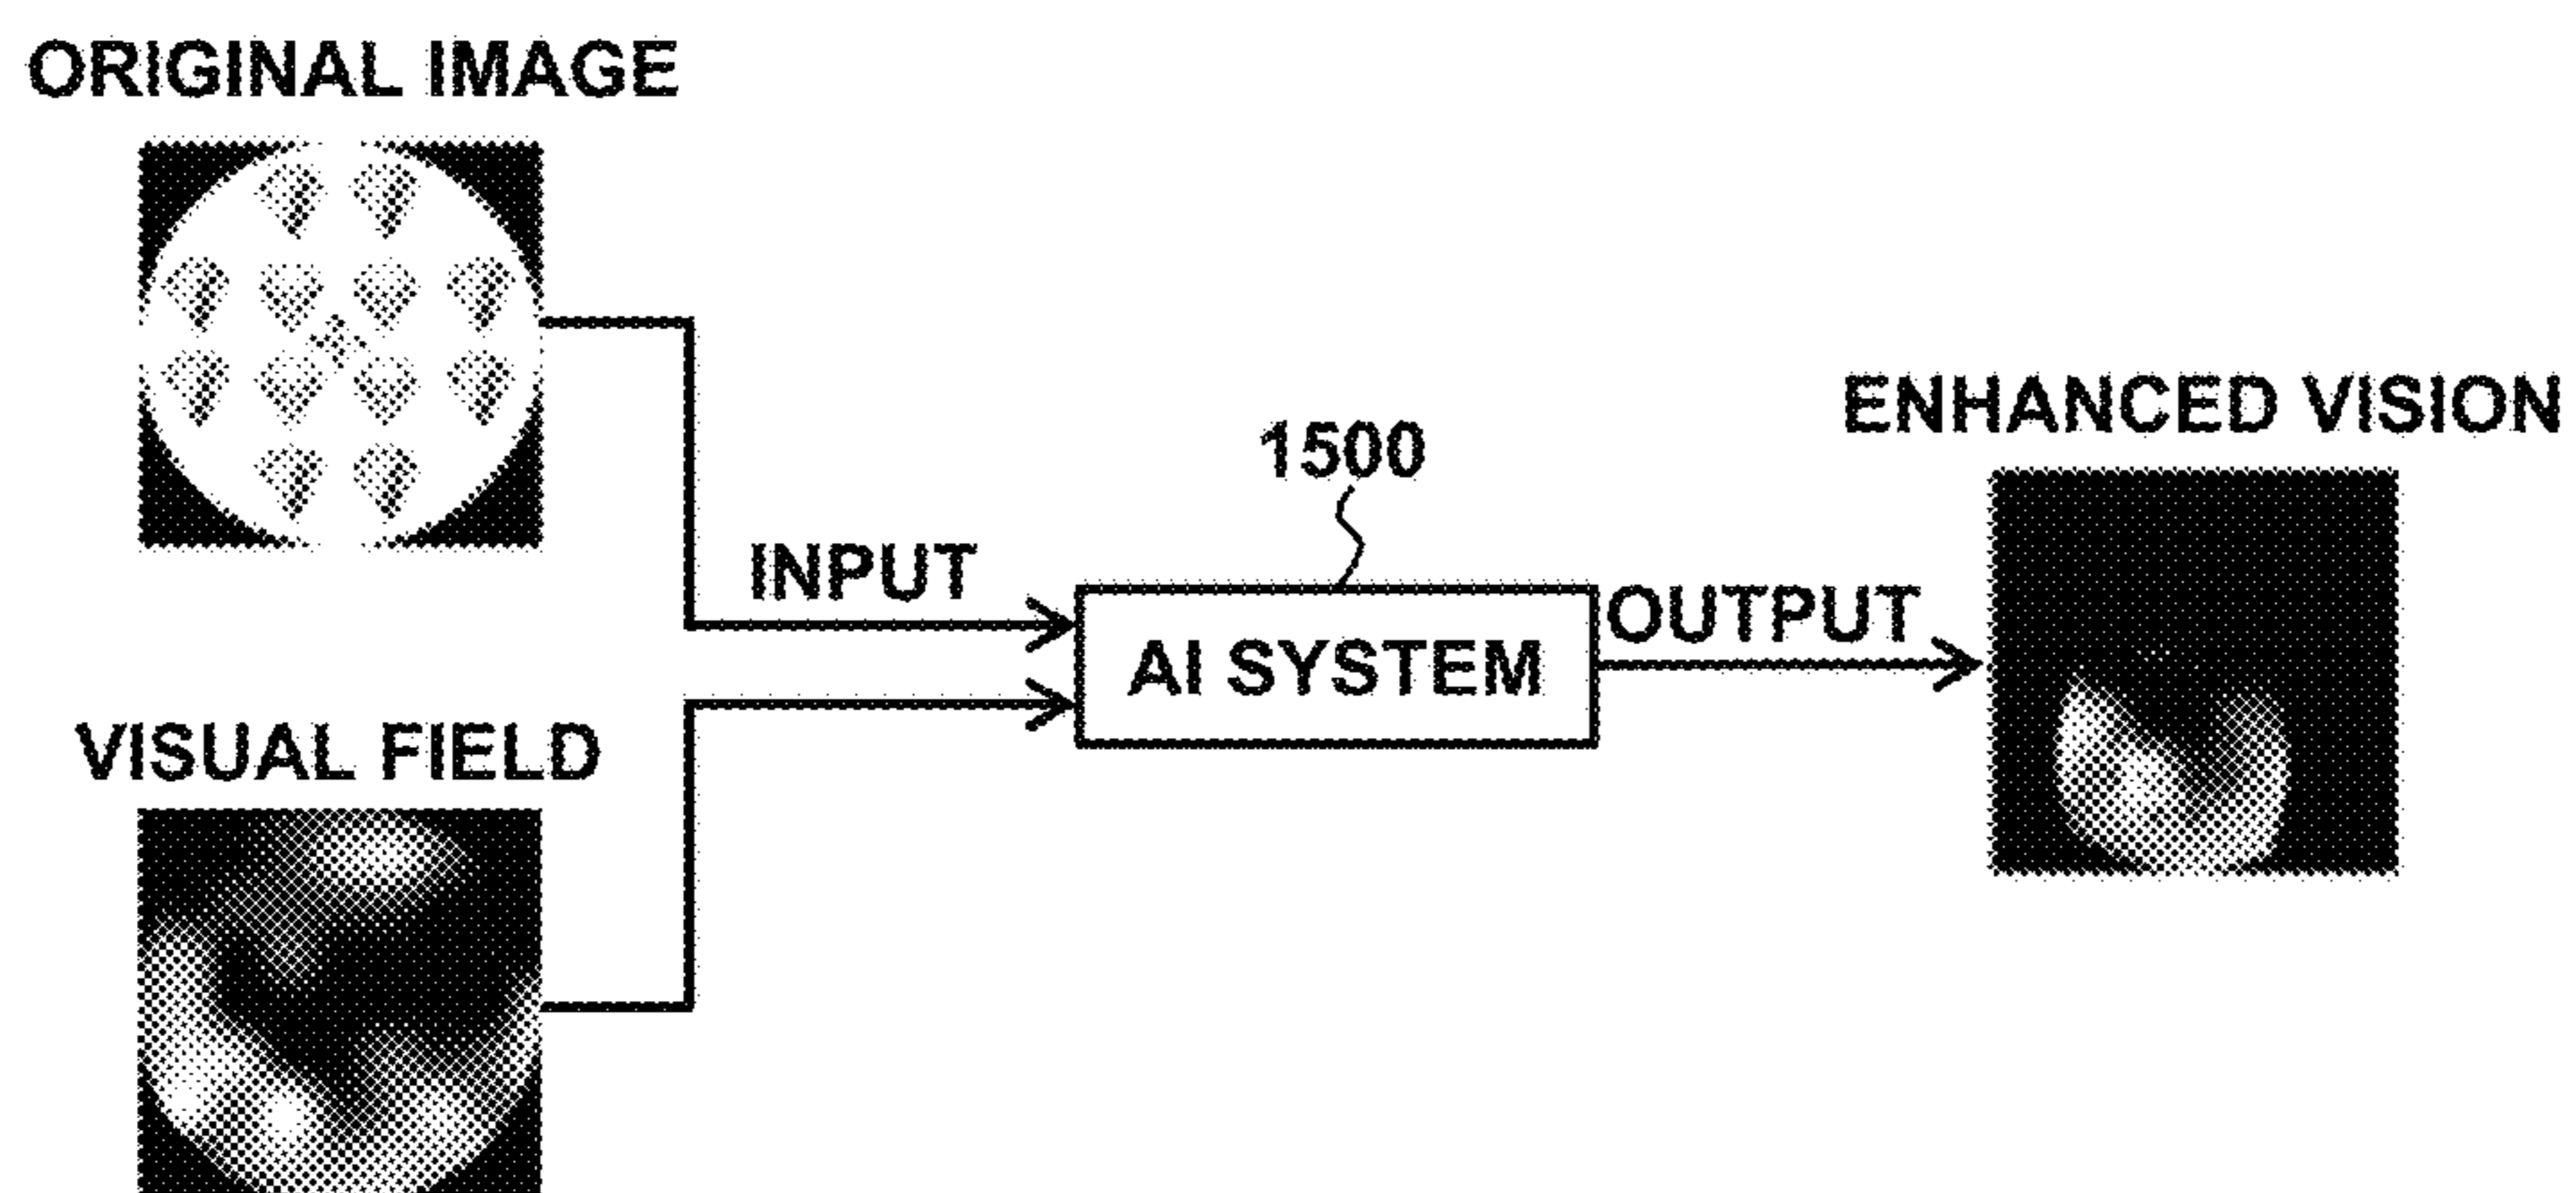 ORIGINAL IMAGE
VISUAL FIELD
INPUT
1500
AI SYSTEM
OUTPUT
ENHANCED VISION